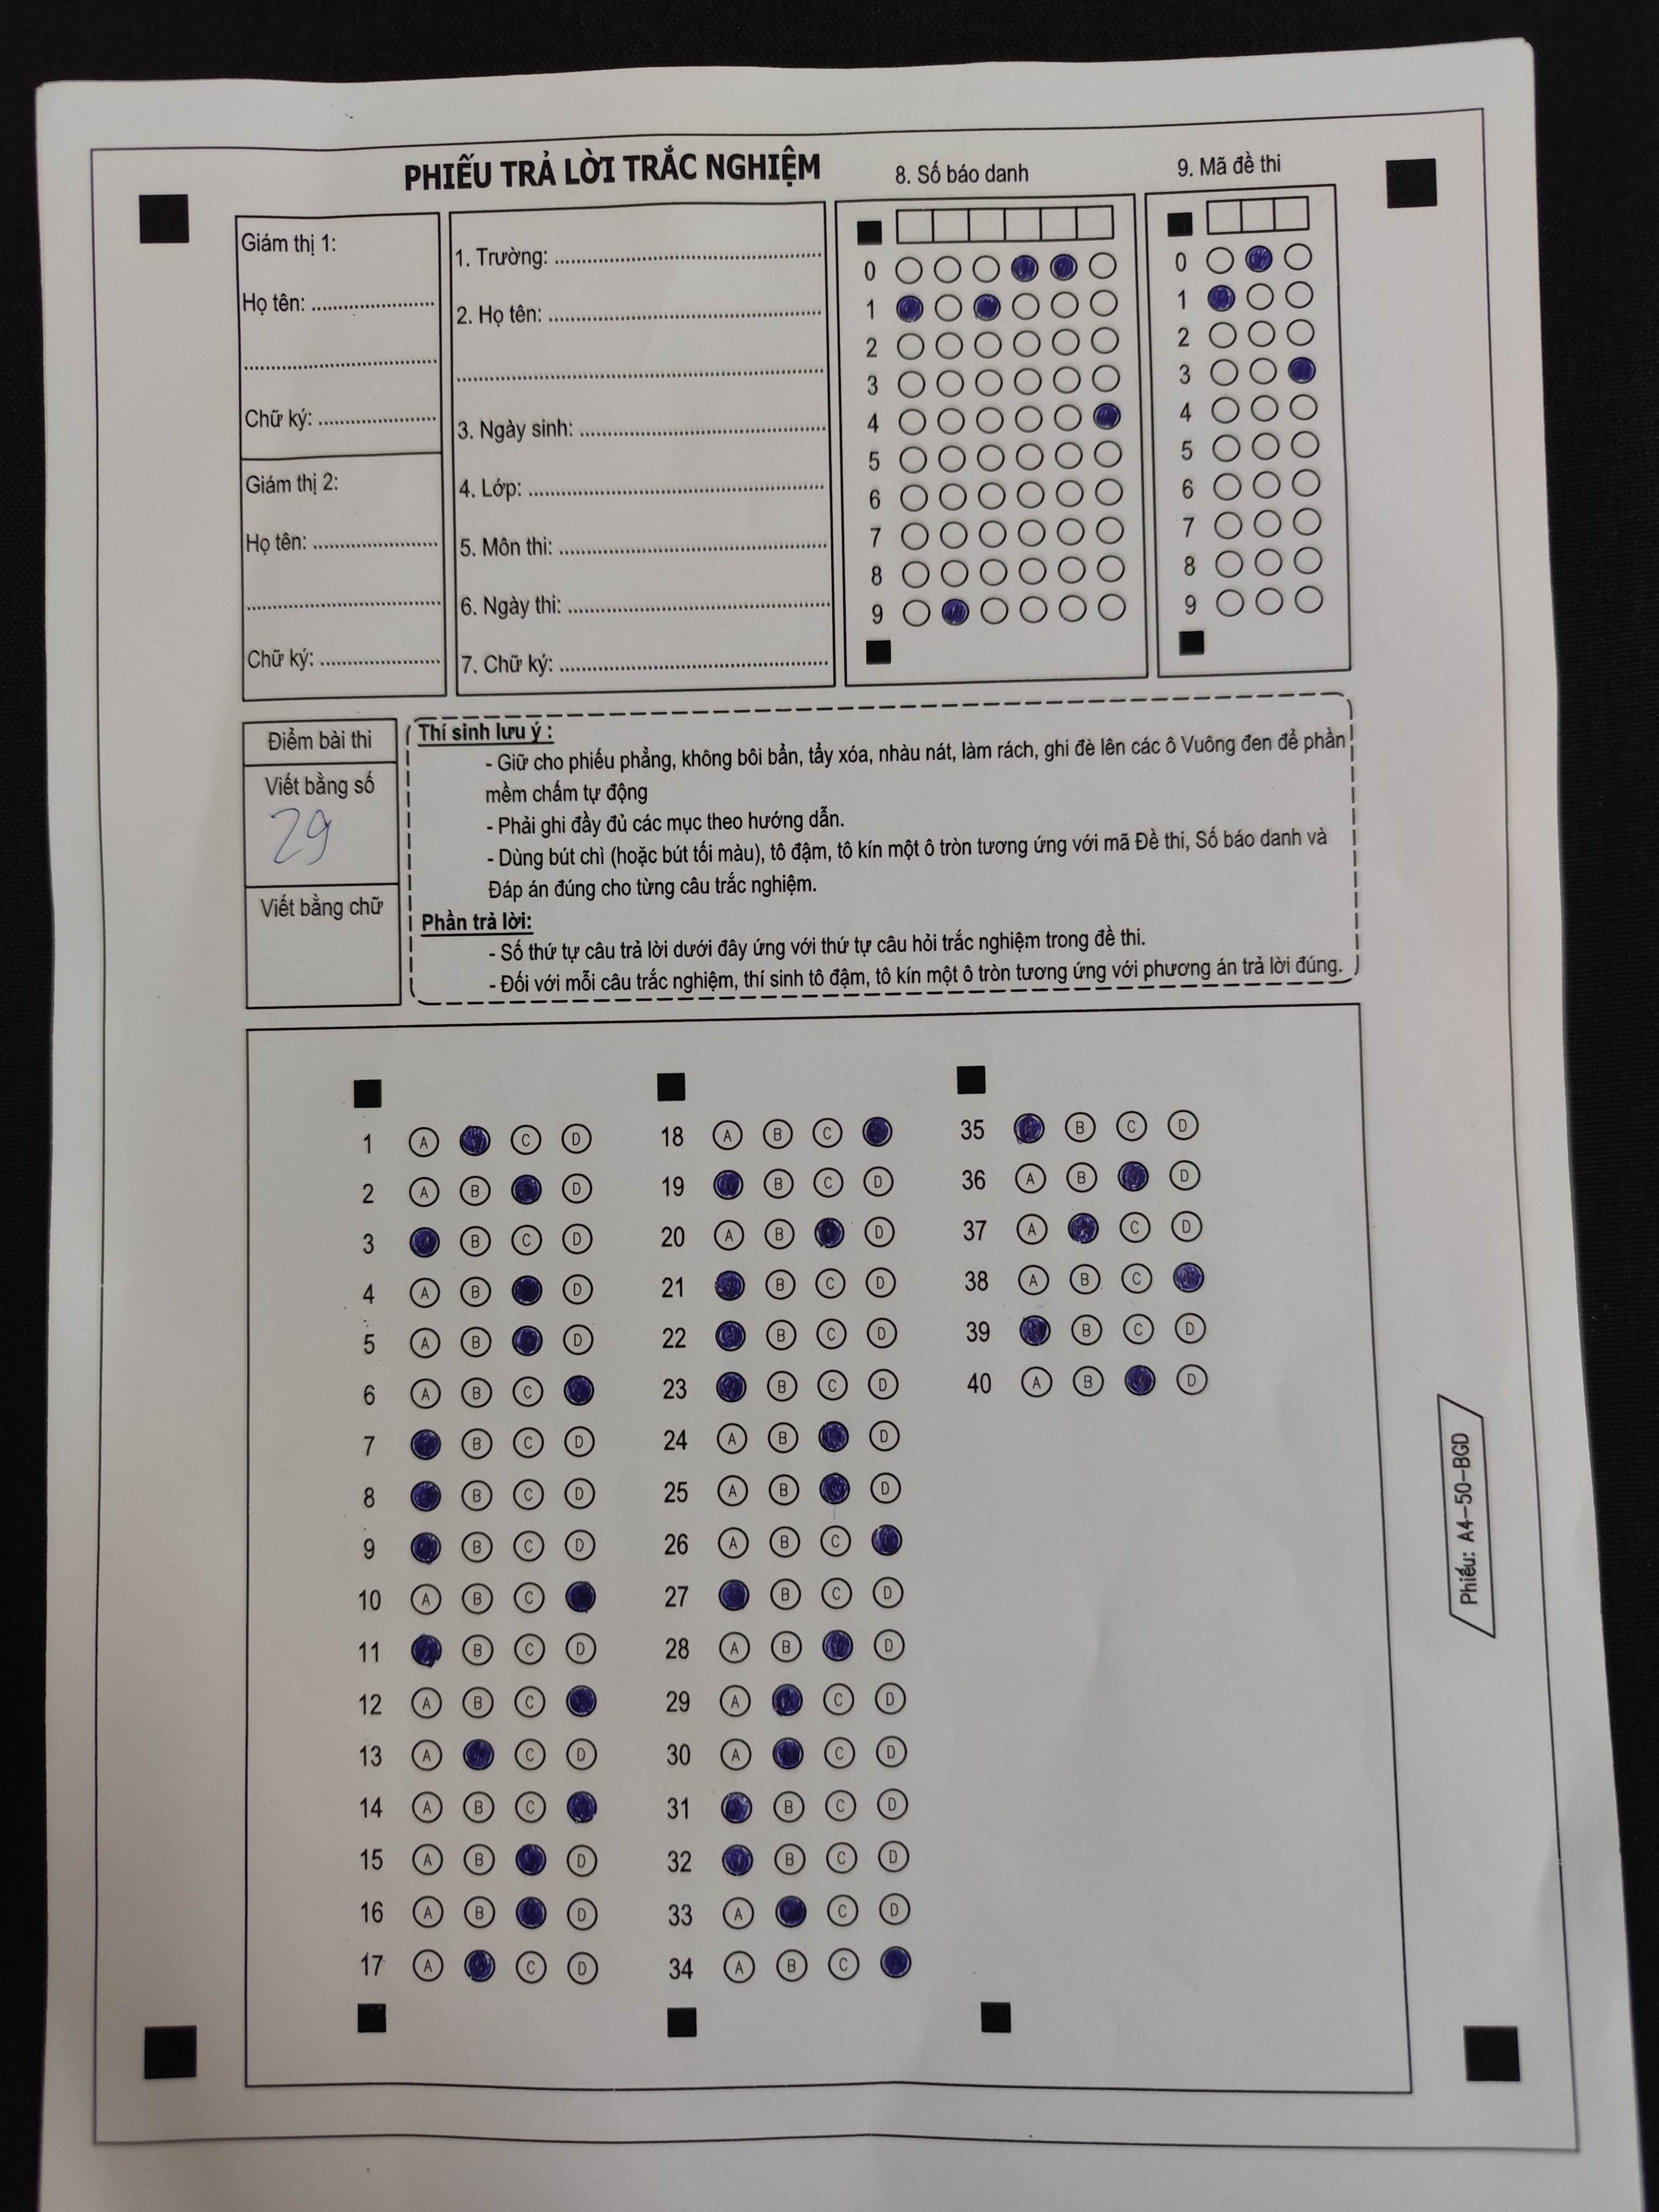 PHIẾU TRẢ LỜI TRẮC NGHIỆM
8. Số báo danh
9. Mã đề thi
Giám thị 1:
Họ tên: ......................
.......................................
Chữ ký: ........................
Giám thị 2:
Họ tên: ......................
.......................................
Chữ ký: ........................
1. Trường: ......................
2. Họ tên: ......................
.......................................
3. Ngày sinh: ......................
4. Lớp: ......................
5. Môn thi: ......................
6. Ngày thi: ......................
7. Chữ ký: ......................
0
1
2
3
4
5
6
7
8
9
0
1
2
3
4
5
6
7
8
9
Điểm bài thi
Viết bằng số
29
Viết bằng chữ
Thí sinh lưu ý :
- Giữ cho phiếu phẳng, không bôi bẩn, tẩy xóa, nhàu nát, làm rách, ghi đè lên các ô Vuông đen để phần
mềm chấm tự động
- Phải ghi đầy đủ các mục theo hướng dẫn.
- Dùng bút chì (hoặc bút tối màu), tô đậm, tô kín một ô tròn tương ứng với mã Đề thi, Số báo danh và
Đáp án đúng cho từng câu trắc nghiệm.
Phần trả lời:
- Số thứ tự câu trả lời dưới đây ứng với thứ tự câu hỏi trắc nghiệm trong đề thi.
- Đối với mỗi câu trắc nghiệm, thí sinh tô đậm, tô kín một ô tròn tương ứng với phương án trả lời đúng.
1 A C D
2 A B D
3 B C D
4 A B D
5 A B D
6 A B C
7 B C D
8 B C D
9 B C D
10 A B C
11 B C D
12 A B C
13 A C D
14 A B C
15 A B D
16 A B D
17 A C D
18 A B C
19 B C D
20 A B D
21 B C D
22 B C D
23 B C D
24 A B D
25 A B D
26 A B C
27 B C D
28 A B D
29 A C D
30 A C D
31 B C D
32 B C D
33 A C D
34 A B C
35 B C D
36 A B D
37 A C D
38 A B C
39 B C D
40 A B D
Phiếu: A4-50-BGD